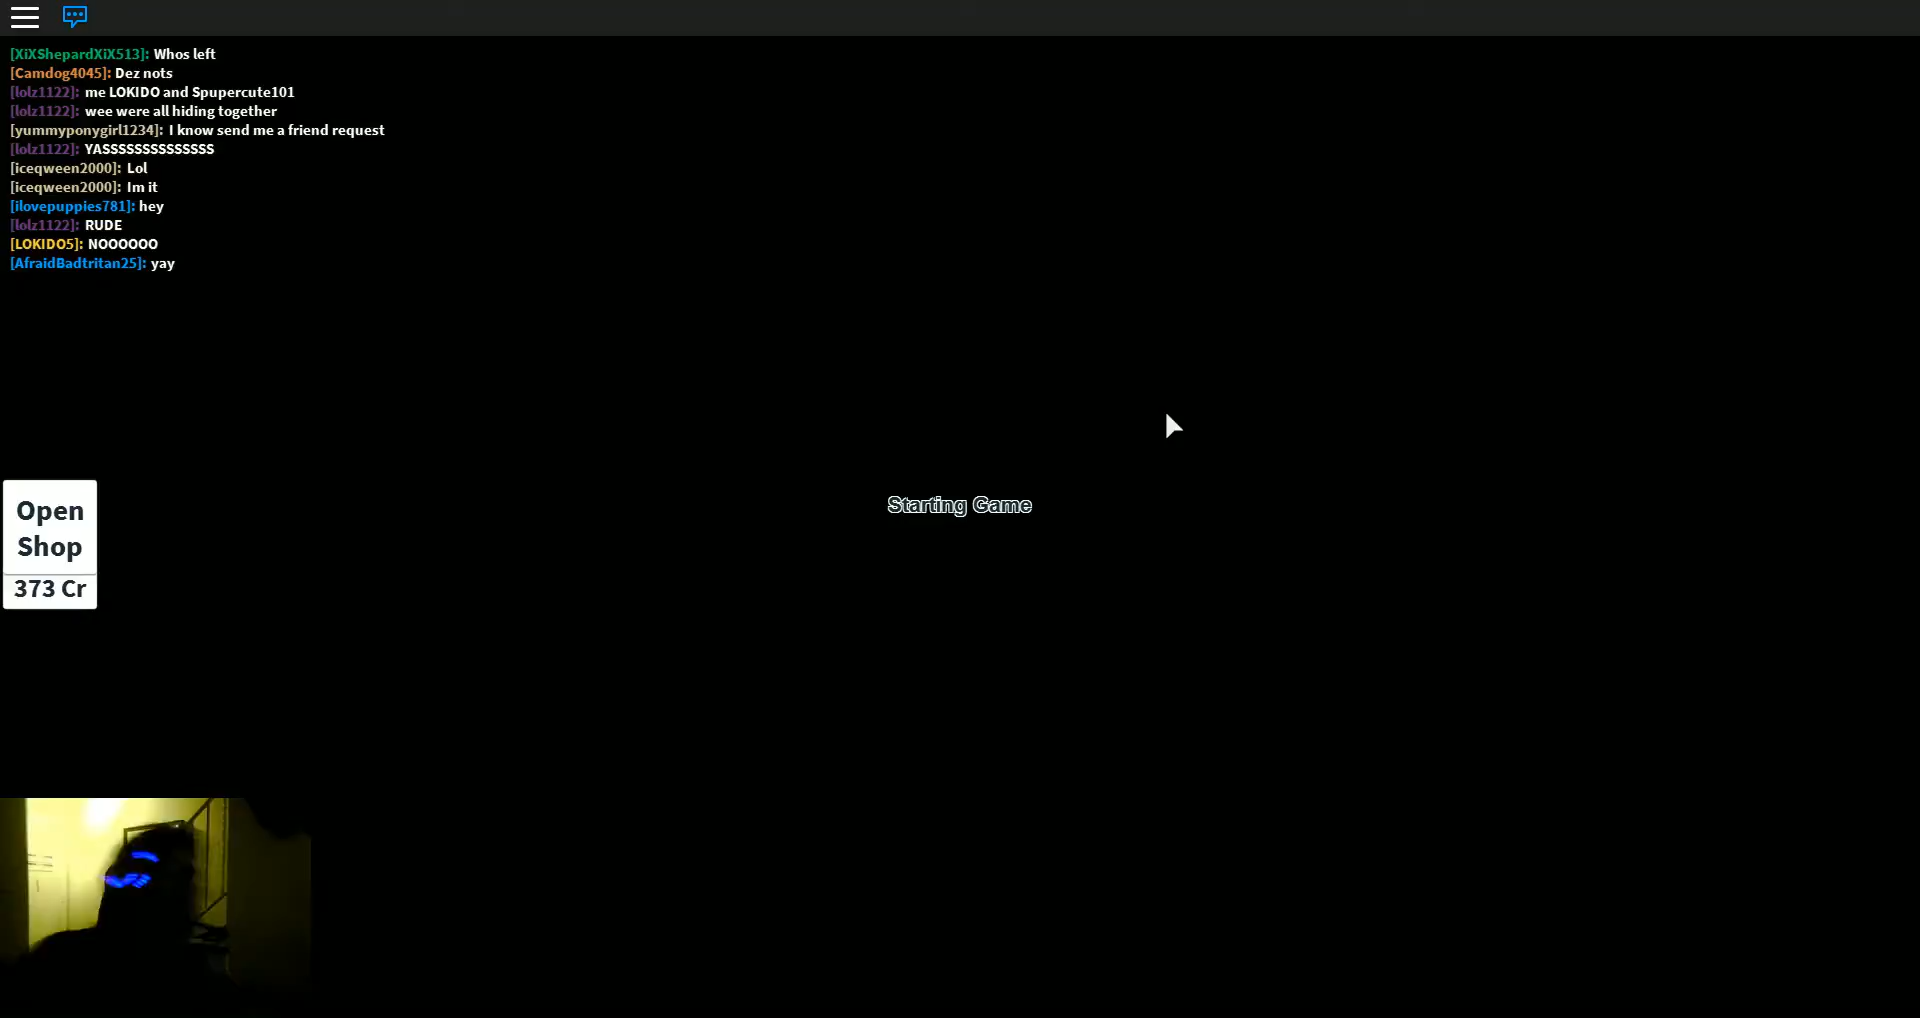 [XiXShepardXiX513]: Whos left
[Camdog4045]: Dez nots
[lolz1122]: me LOKIDO and Spupercute101
[lolz1122]: wee were all hiding together
[yummyponygirl1234]: I know send me a friend request
[lolz1122]: YASSSSSSSSSSSSSS
[iceqween2000]: Lol
[iceqween2000]: Im it
[ilovepuppies781]: hey
[lolz1122]: RUDE
[LOKIDO5]: NOOOOOO
[AfraidBadtritan25]: yay
Starting Game
Open
Shop
373 Cr